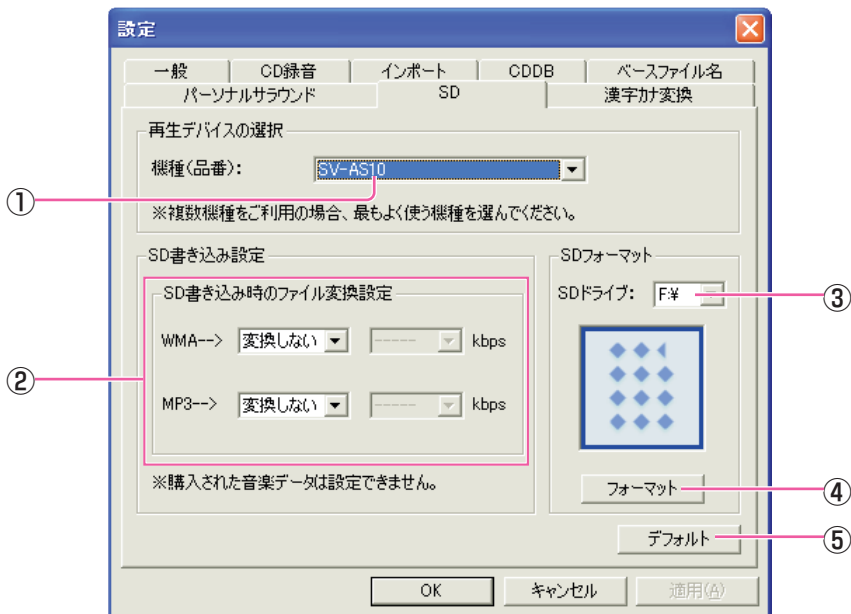 設定
一般 CD録音 インポート CDDB ベースファイル名
パーソナルサラウンド SD 漢字カナ変換
再生デバイスの選択
機種(品番): SV-AS10
①
※複数機種をご利用の場合、最もよく使う機種を選んでください。
SD書き込み設定
SD書き込み時のファイル変換設定
WMA--> 変換しない ----- kbps
②
MP3--> 変換しない ----- kbps
※購入された音楽データは設定できません。
SDフォーマット
SDドライブ: F:¥
③
フォーマット
④
デフォルト
⑤
OK キャンセル 適用(A)